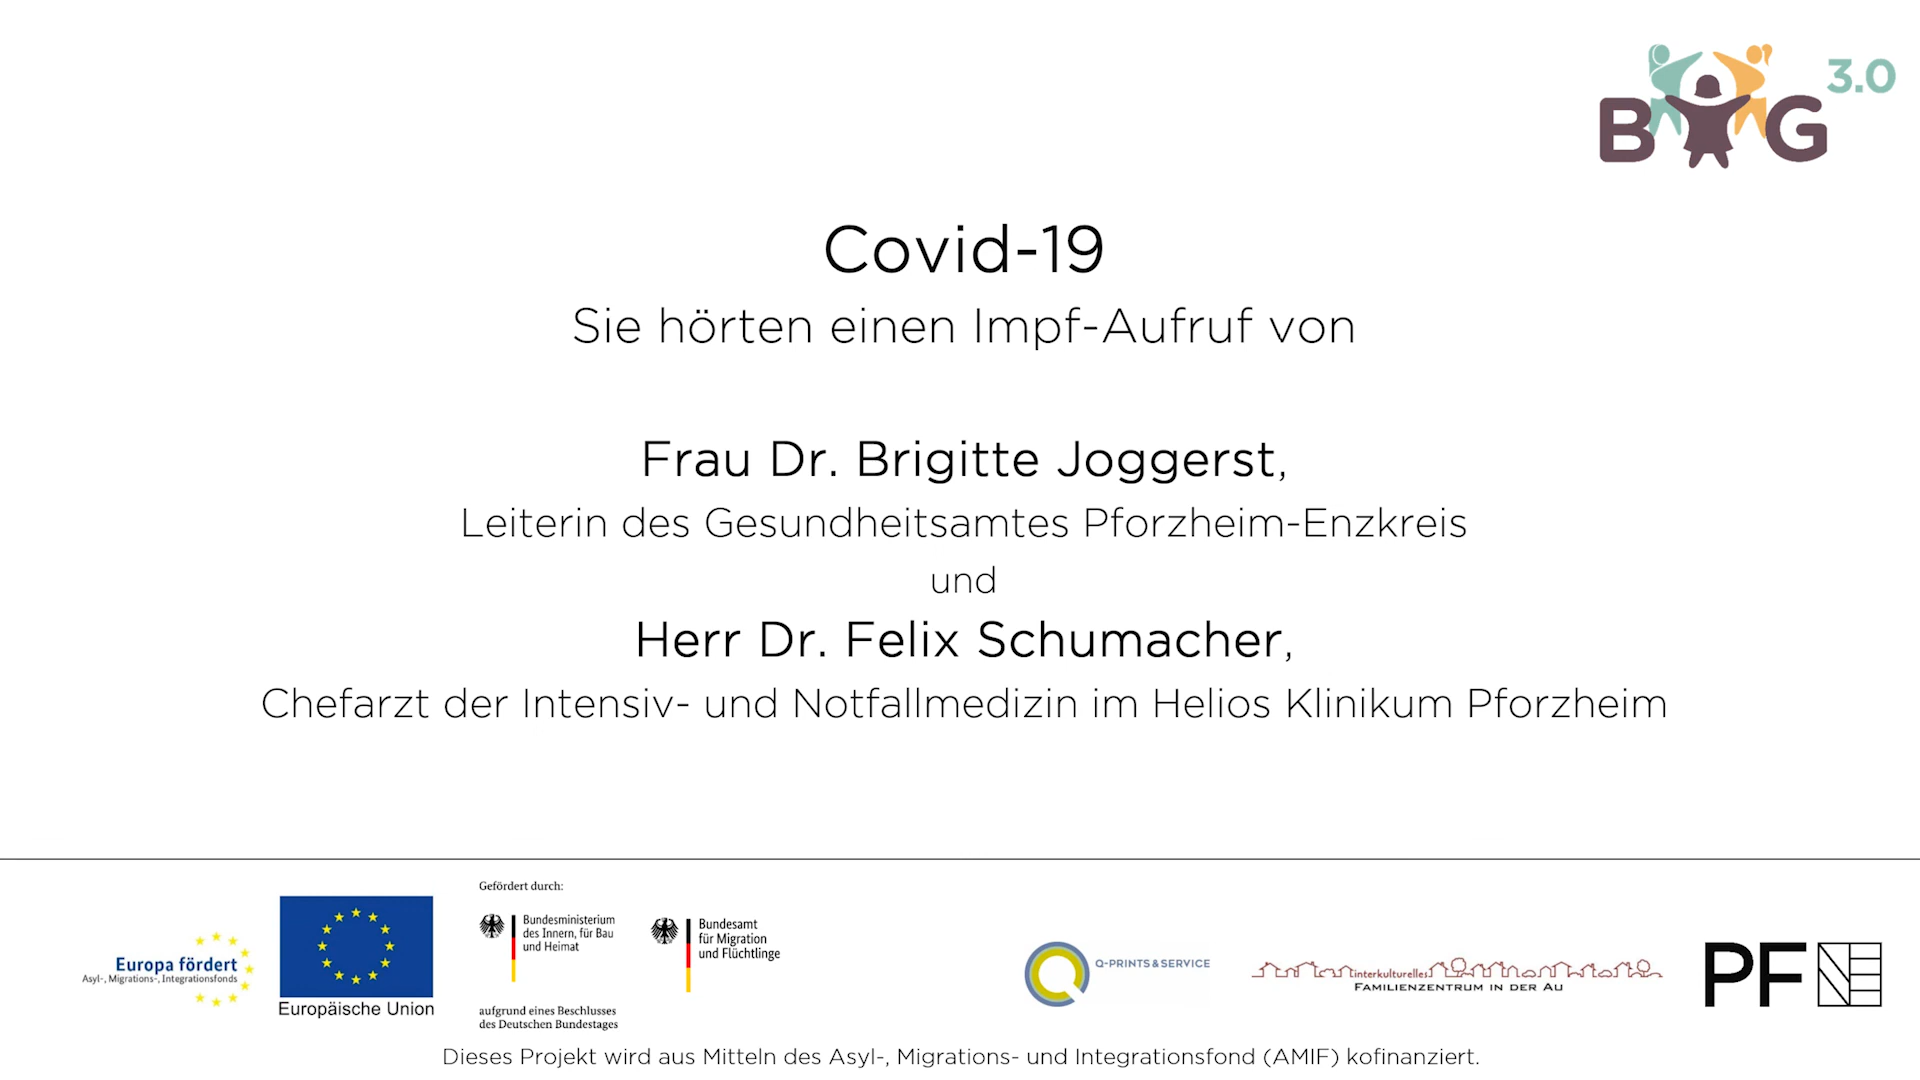 B G 3.0
Covid-19
Sie hörten einen Impf-Aufruf von
Frau Dr. Brigitte Joggerst,
Leiterin des Gesundheitsamtes Pforzheim-Enzkreis
und
Herr Dr. Felix Schumacher,
Chefarzt der Intensiv- und Notfallmedizin im Helios Klinikum Pforzheim
Europa fördert
Asyl-, Migrations-, Integrationsfonds
Europäische Union
Gefördert durch:
Bundesministerium
des Innern, für Bau
und Heimat
aufgrund eines Beschlusses
des Deutschen Bundestages
Bundesamt
für Migration
und Flüchtlinge
Q-PRINTS & SERVICE
interkulturelles
FAMILIENZENTRUM IN DER AU
PF
Dieses Projekt wird aus Mitteln des Asyl-, Migrations- und Integrationsfond (AMIF) kofinanziert.